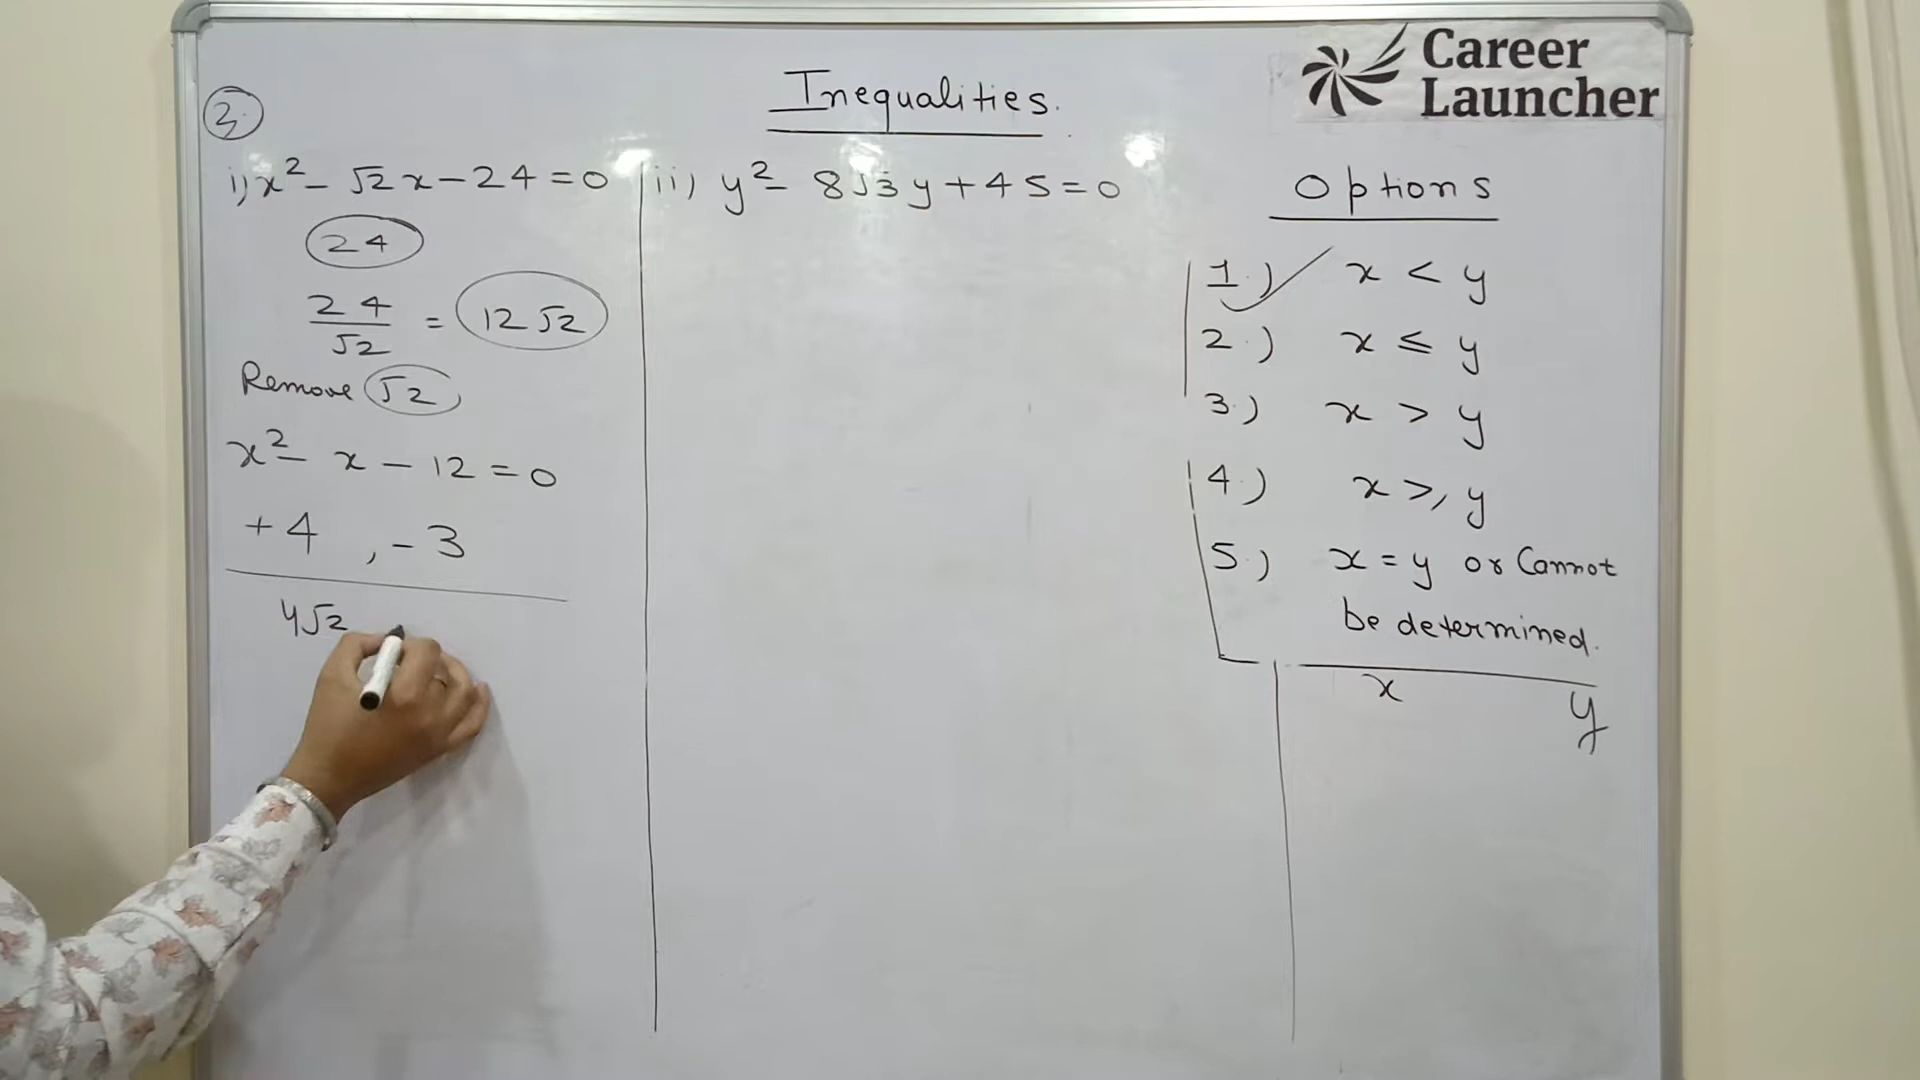 Inequalities.
Career
Launcher
3.
i) x² - √2x - 24 = 0
24
24/√2 = 12√2
Remove √2
x² - x - 12 = 0
+4, -3
4√2
ii) y² - 8√3y + 45 = 0
Options
1.) x < y
2.) x ≤ y
3.) x > y
4.) x ≥ y
5.) x = y or Cannot
be determined.
x y